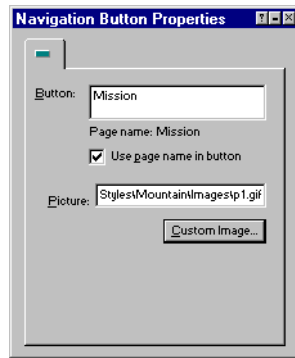 Navigation Button Properties
Button: Mission
Page name: Mission
Use page name in button
Picture: Styles\Mountain\Images\p1.gif
Custom Image...